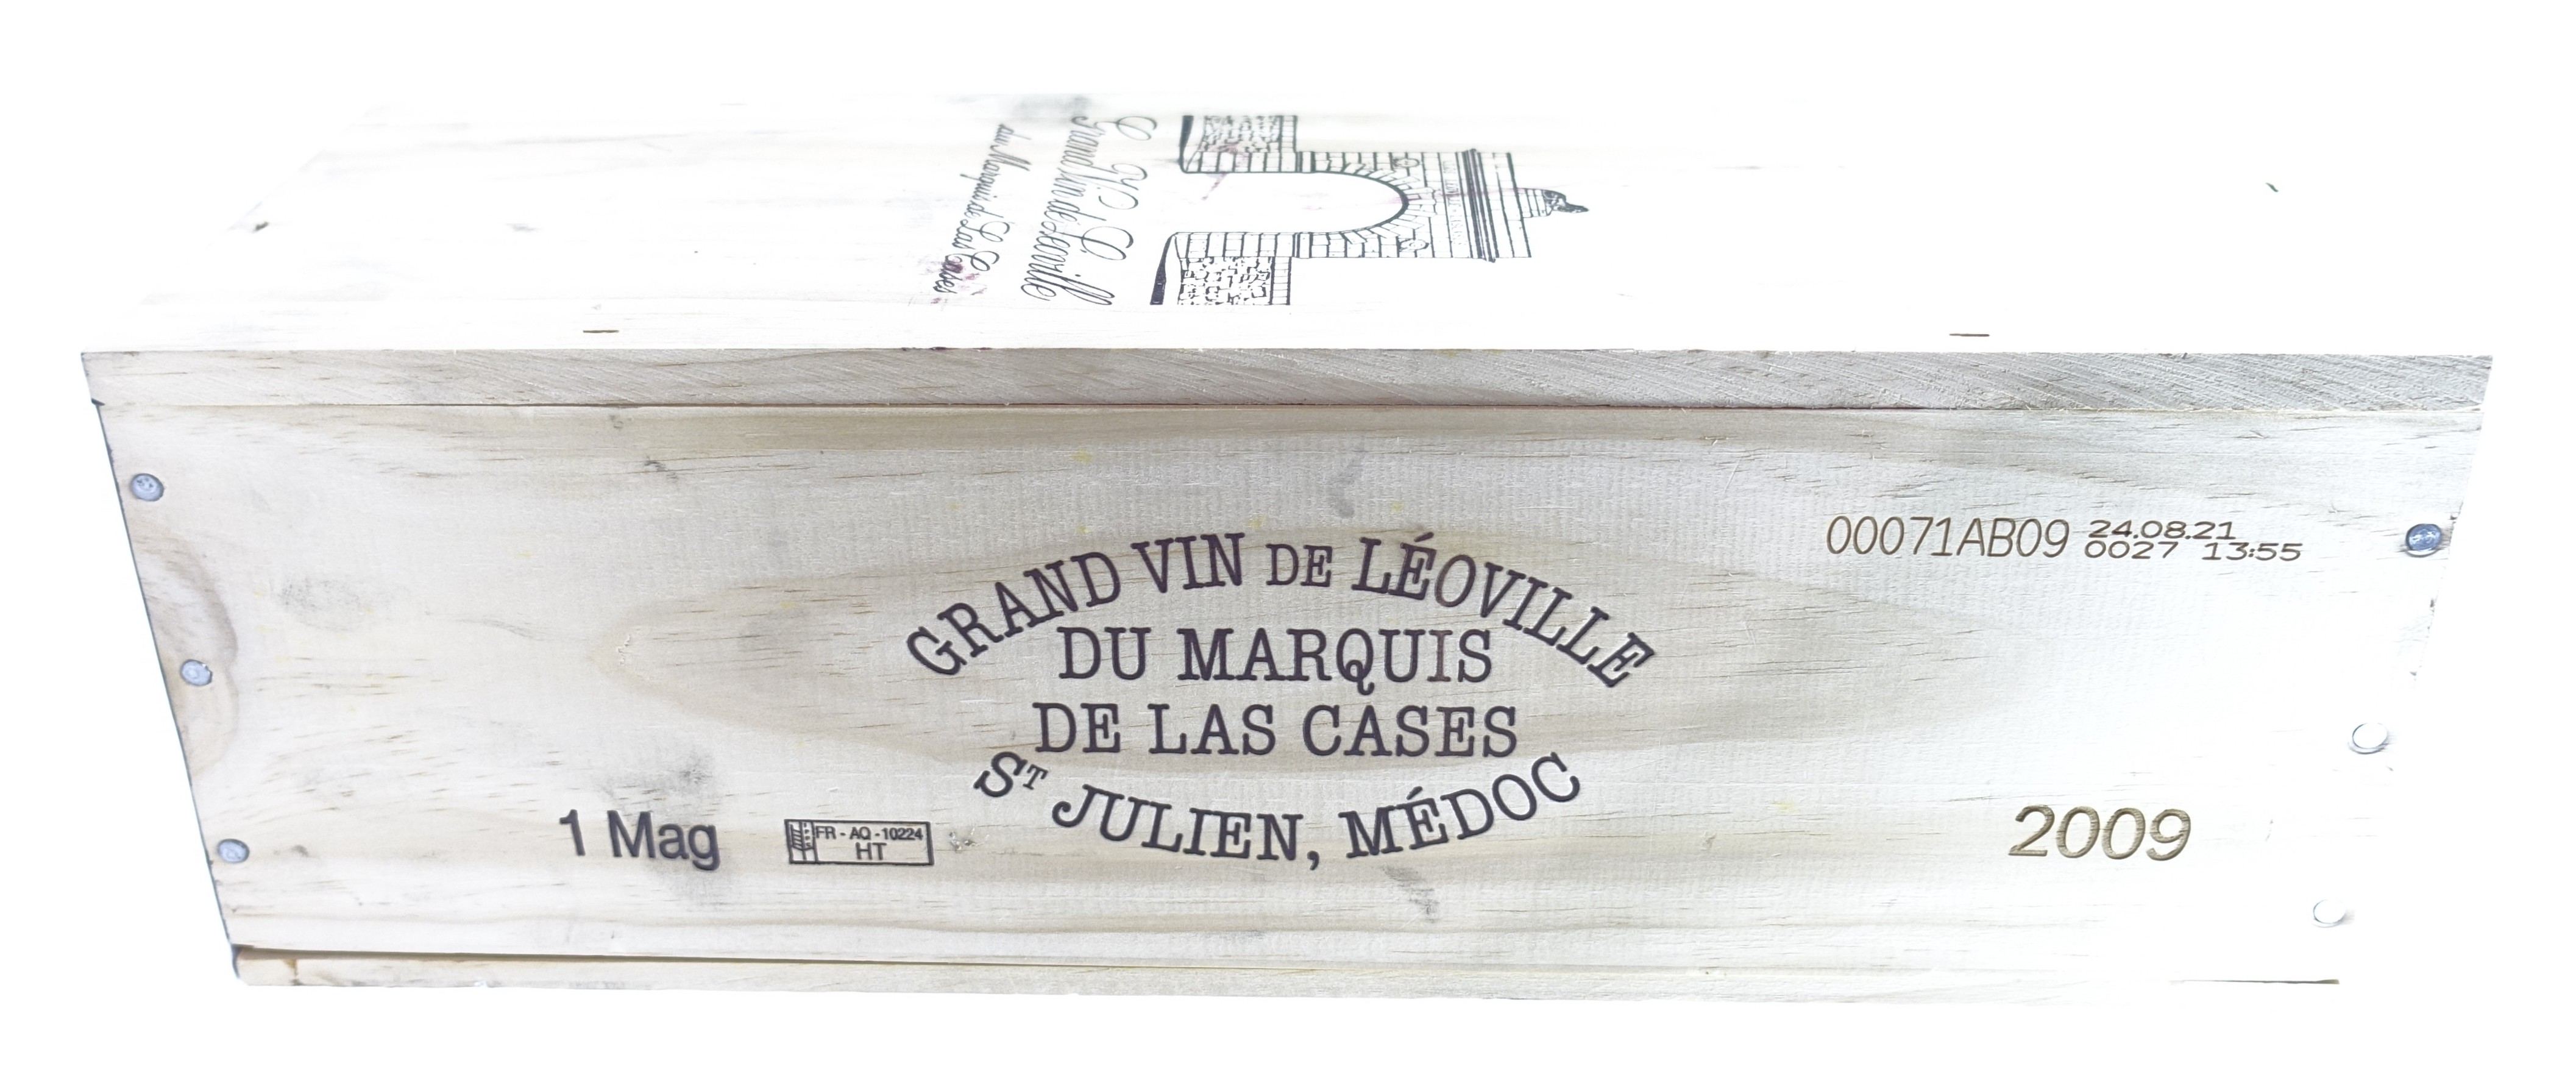 Grand Vin de Leoville
du Marquis de Las Cases
GRAND VIN DE LÉOVILLE
DU MARQUIS
DE LAS CASES
ST JULIEN, MÉDOC
00071AB09 24.08.21
0027 13:55
1 Mag
FR - AQ - 10224
HT
2009